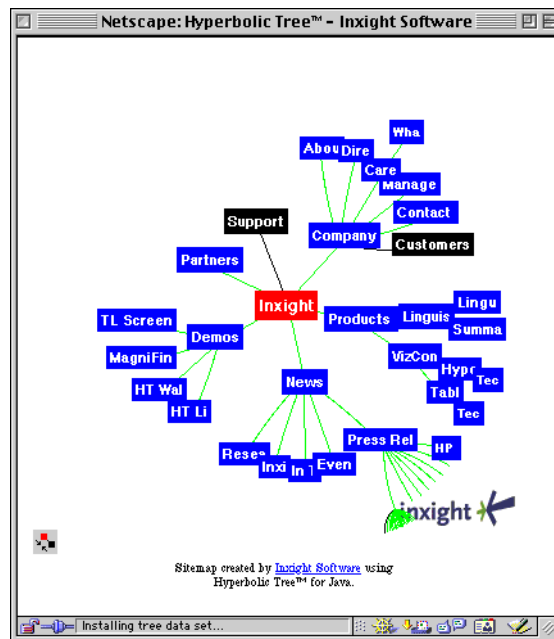 Netscape: Hyperbolic Tree™ - Inxight Software
Wha
Abou
Dire
Care
Manage
Contact
Support
Company
Customers
Partners
Inxight
Lingu
Products
Linguis
Summa
TL Screen
Demos
MagniFin
VizCon
Hypr
Tec
HT Wal
News
Tabl
HT Li
Tec
Press Rel
HP
Resea
Inxi
In T
Even
inxight
Sitemap created by Inxight Software using
Hyperbolic Tree™ for Java.
Installing tree data set...